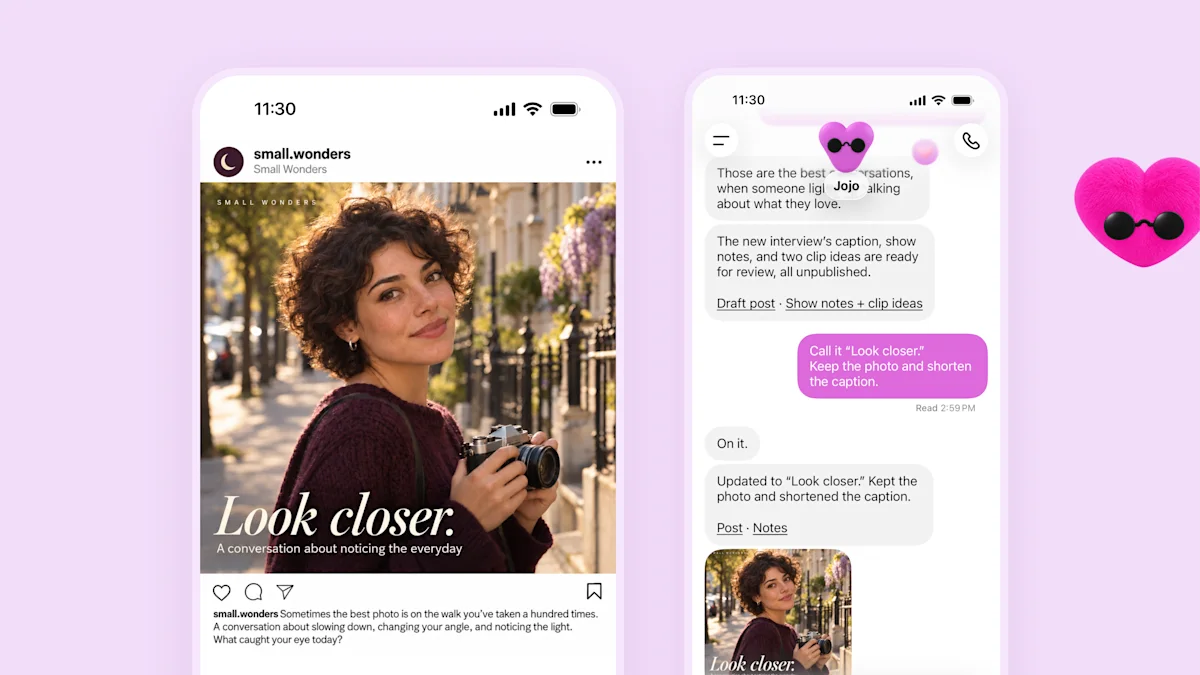 11:30
small.wonders
Small Wonders
SMALL WONDERS
Look closer.
A conversation about noticing the everyday
small.wonders Sometimes the best photo is on the walk you've taken a hundred times.
A conversation about slowing down, changing your angle, and noticing the light.
What caught your eye today?
11:30
Jojo
Those are the best
when someone alking
about what they love.
The new interview's caption, show
notes, and two clip ideas are ready
for review, all unpublished.
Draft post · Show notes + clip ideas
Call it “Look closer.”
Keep the photo and shorten
the caption.
Read 2:59 PM
On it.
Updated to “Look closer.” Kept the
photo and shortened the caption.
Post · Notes
Look closer.